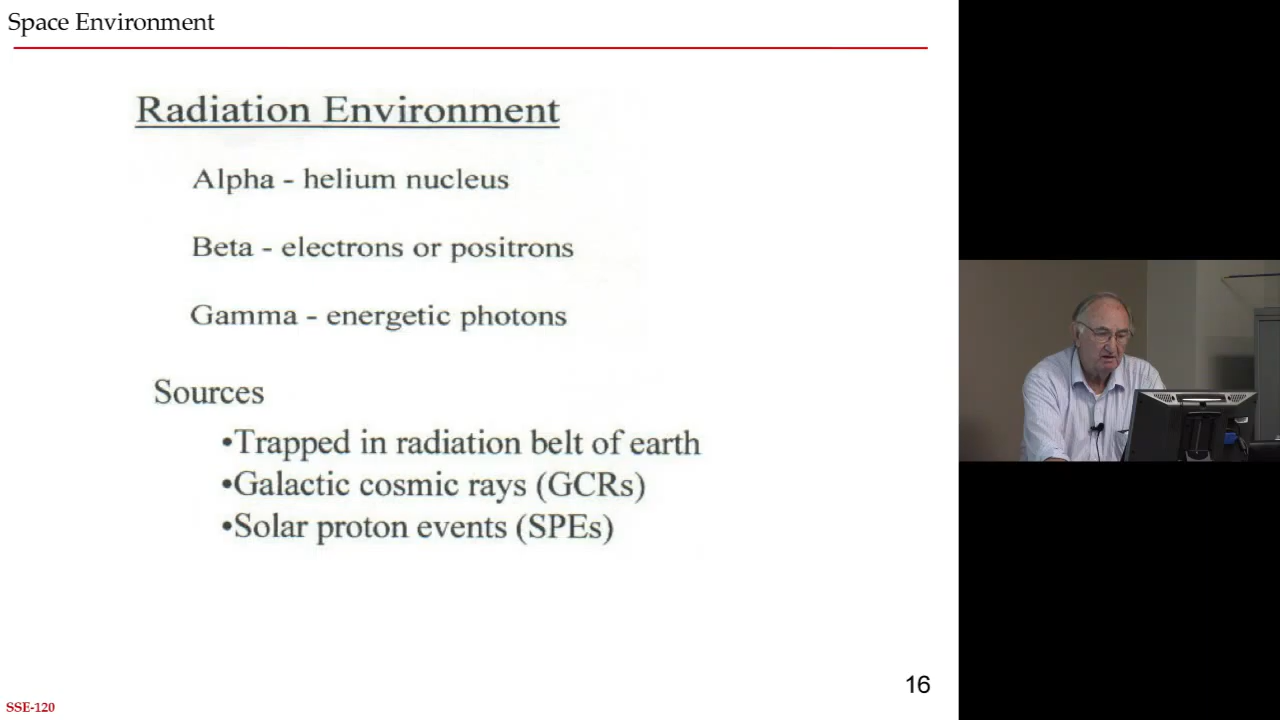 Space Environment
Radiation Environment
Alpha - helium nucleus
Beta - electrons or positrons
Gamma - energetic photons
Sources
•Trapped in radiation belt of earth
•Galactic cosmic rays (GCRs)
•Solar proton events (SPEs)
16
SSE-120